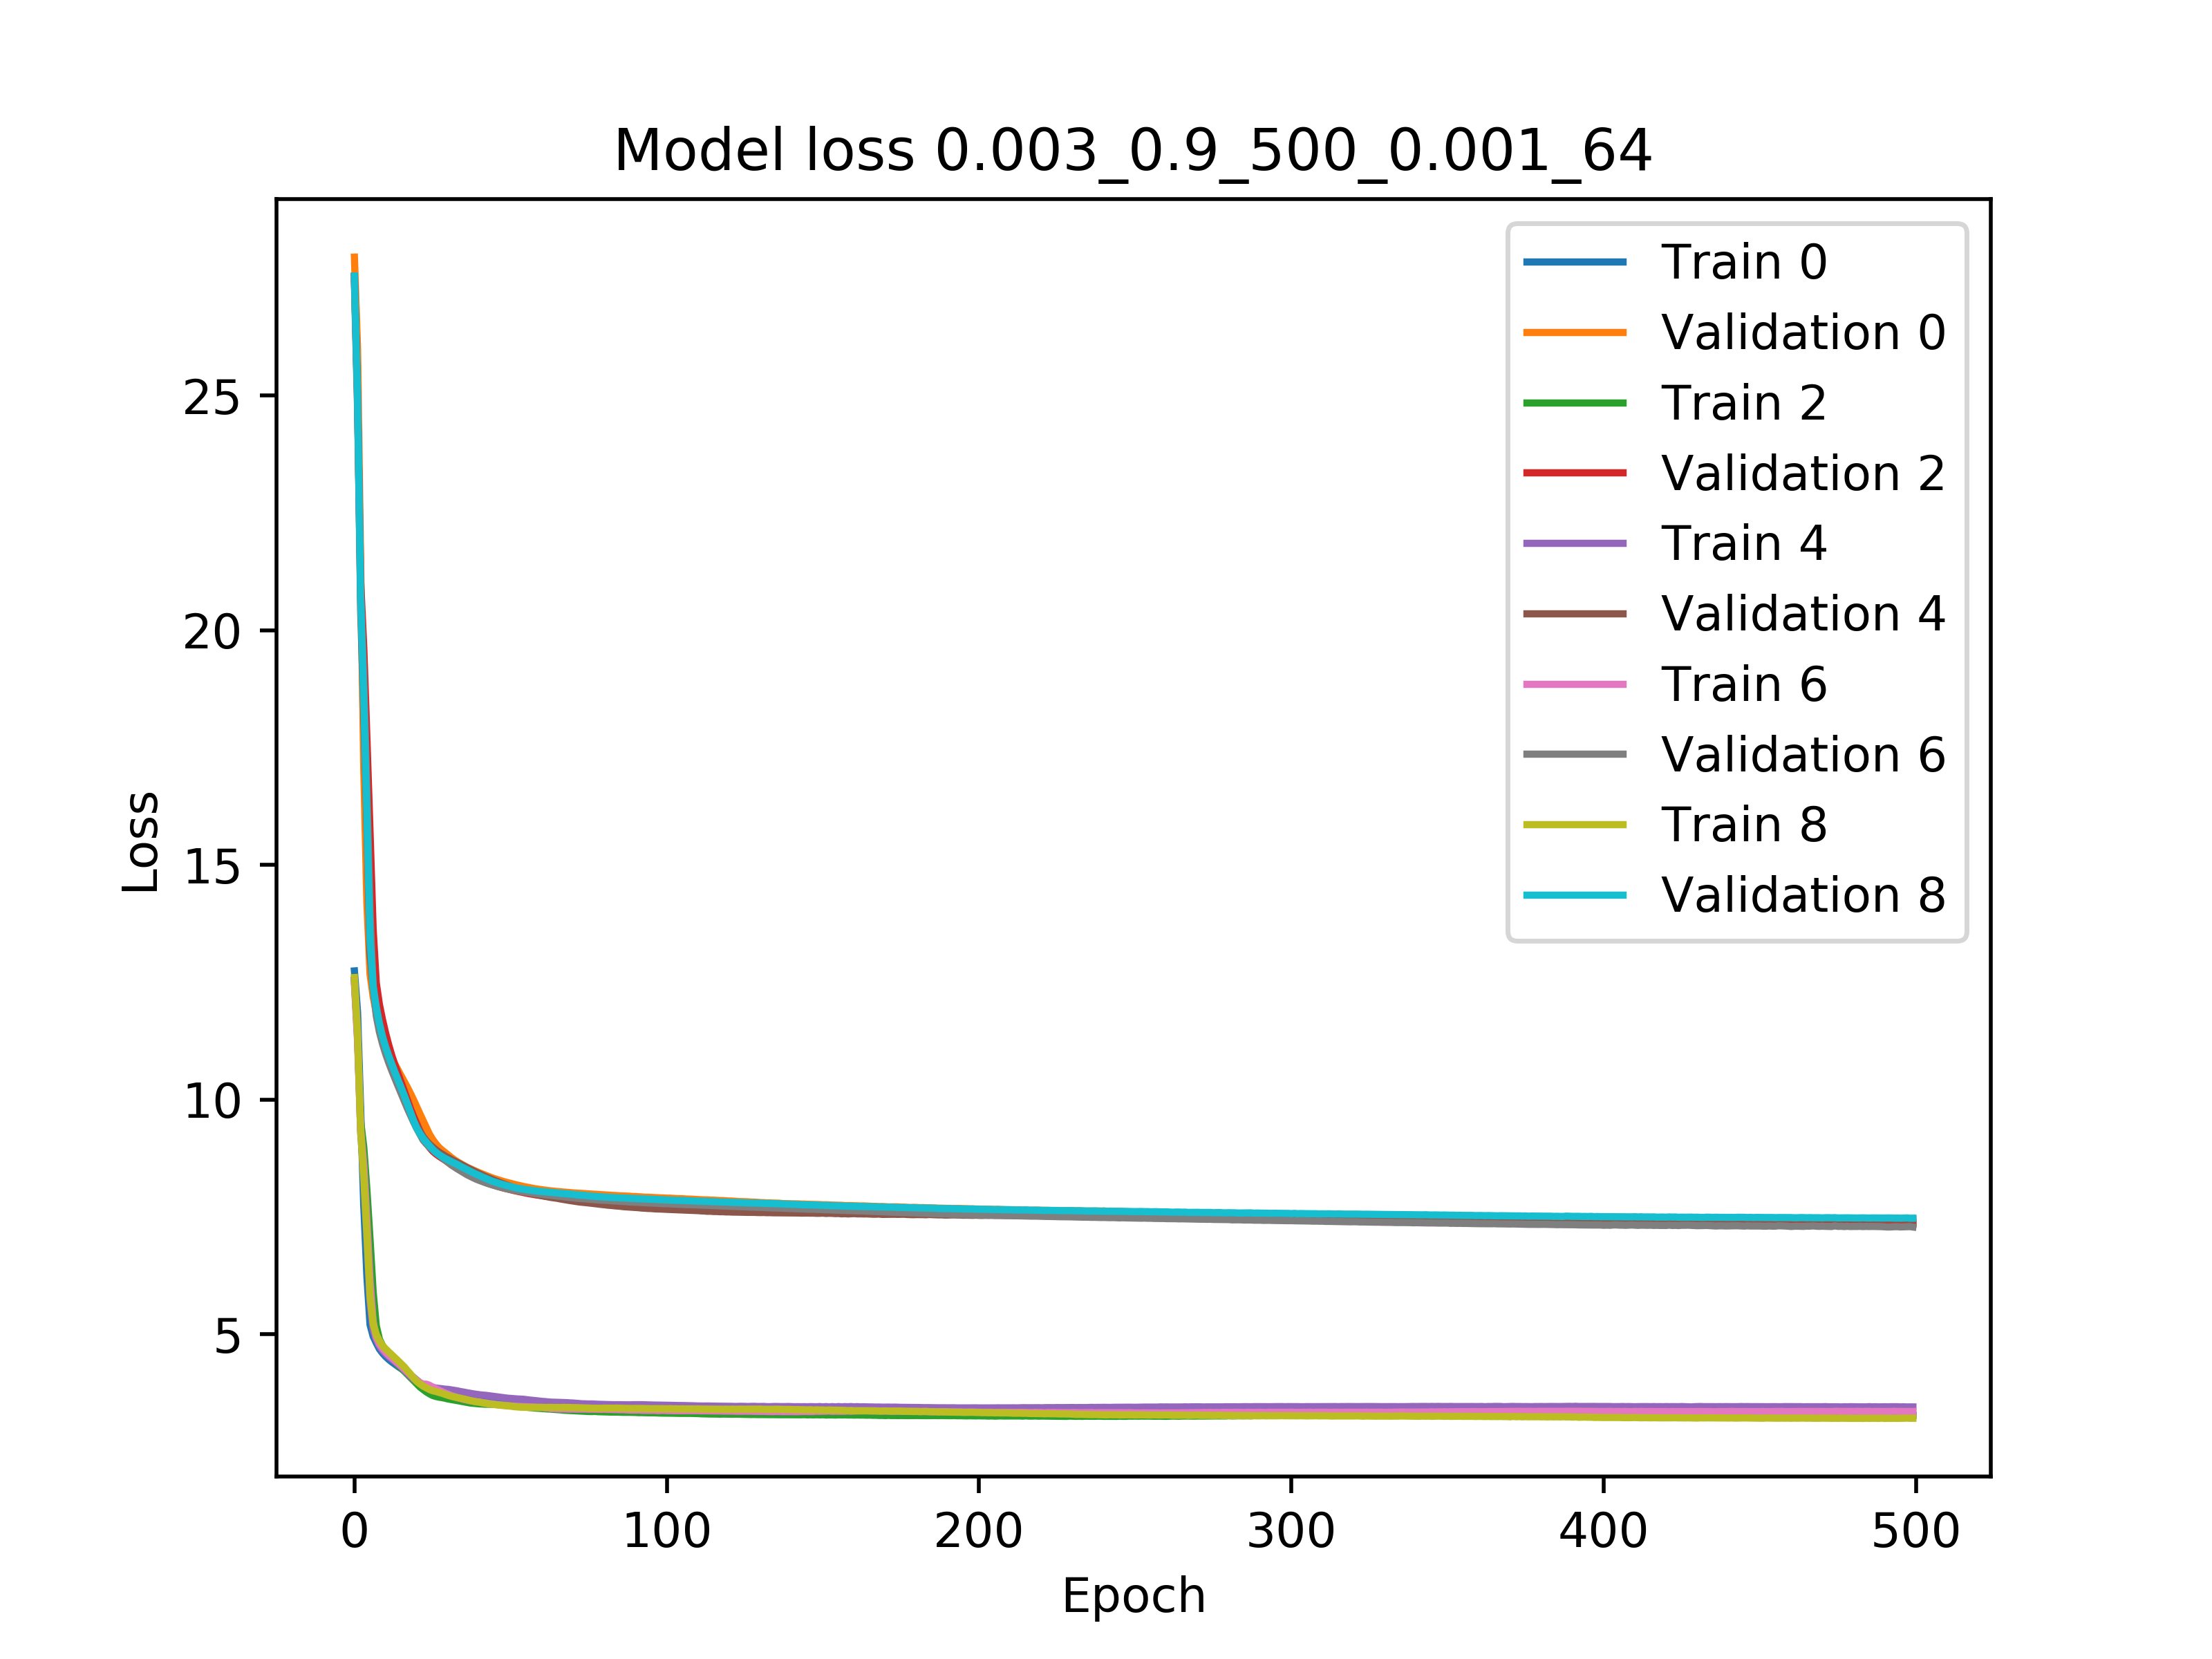 Model loss 0.003_0.9_500_0.001_64
Train 0
Validation 0
Train 2
Validation 2
Train 4
Validation 4
Train 6
Validation 6
Train 8
Validation 8
Loss
25
20
15
10
5
0 100 200 300 400 500
Epoch